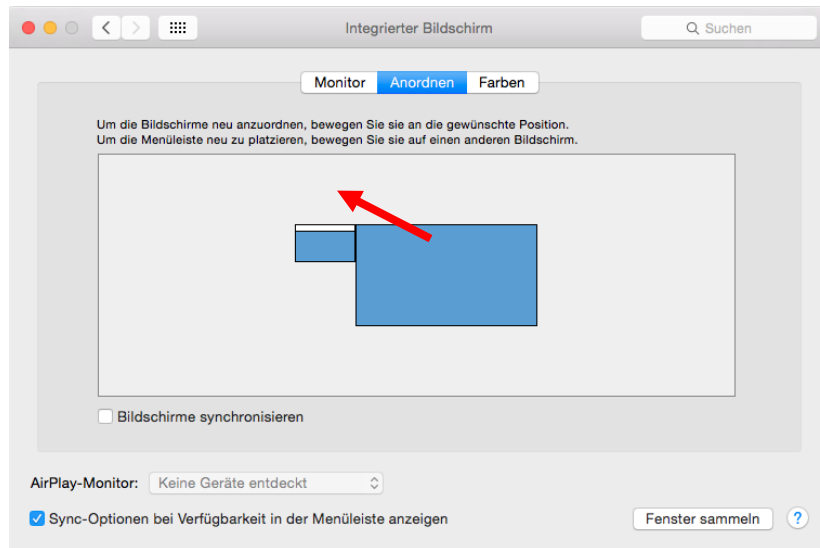 Integrierter Bildschirm
Suchen
Monitor Anordnen Farben
Um die Bildschirme neu anzuordnen, bewegen Sie sie an die gewünschte Position.
Um die Menüleiste neu zu platzieren, bewegen Sie sie auf einen anderen Bildschirm.
Bildschirme synchronisieren
AirPlay-Monitor: Keine Geräte entdeckt
Sync-Optionen bei Verfügbarkeit in der Menüleiste anzeigen
Fenster sammeln ?